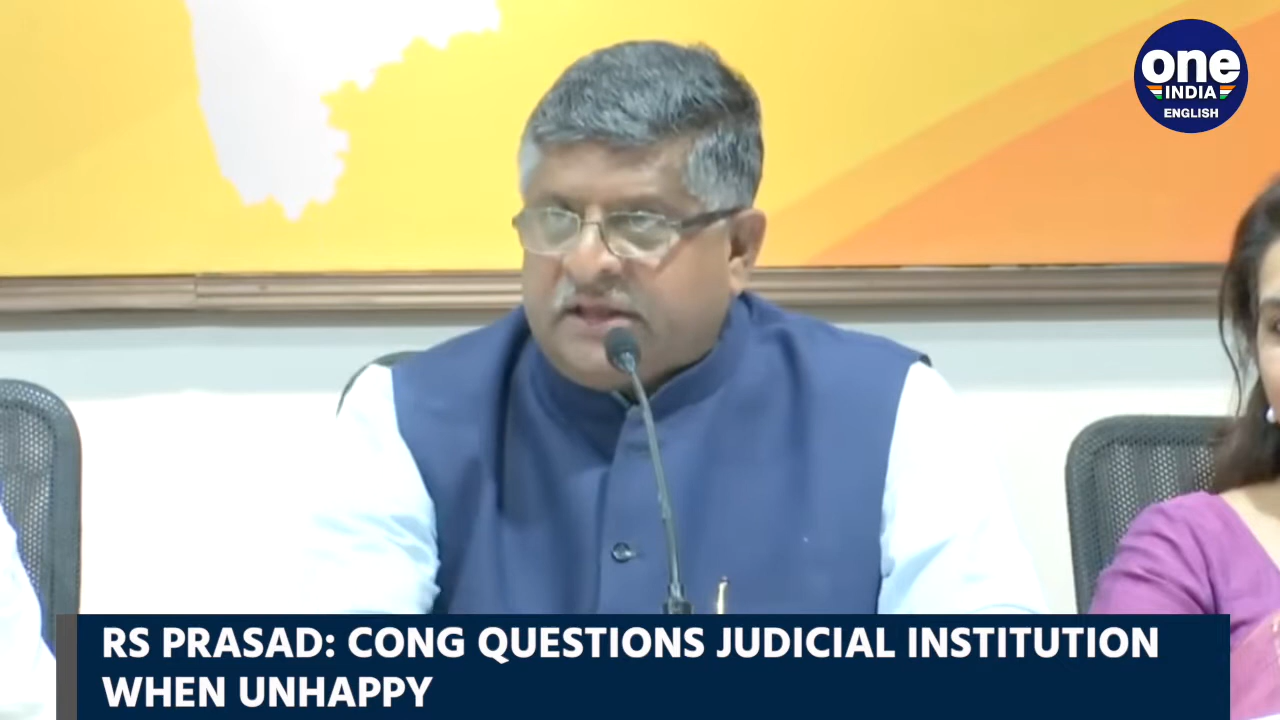 one
INDIA
ENGLISH
RS PRASAD: CONG QUESTIONS JUDICIAL INSTITUTION
WHEN UNHAPPY